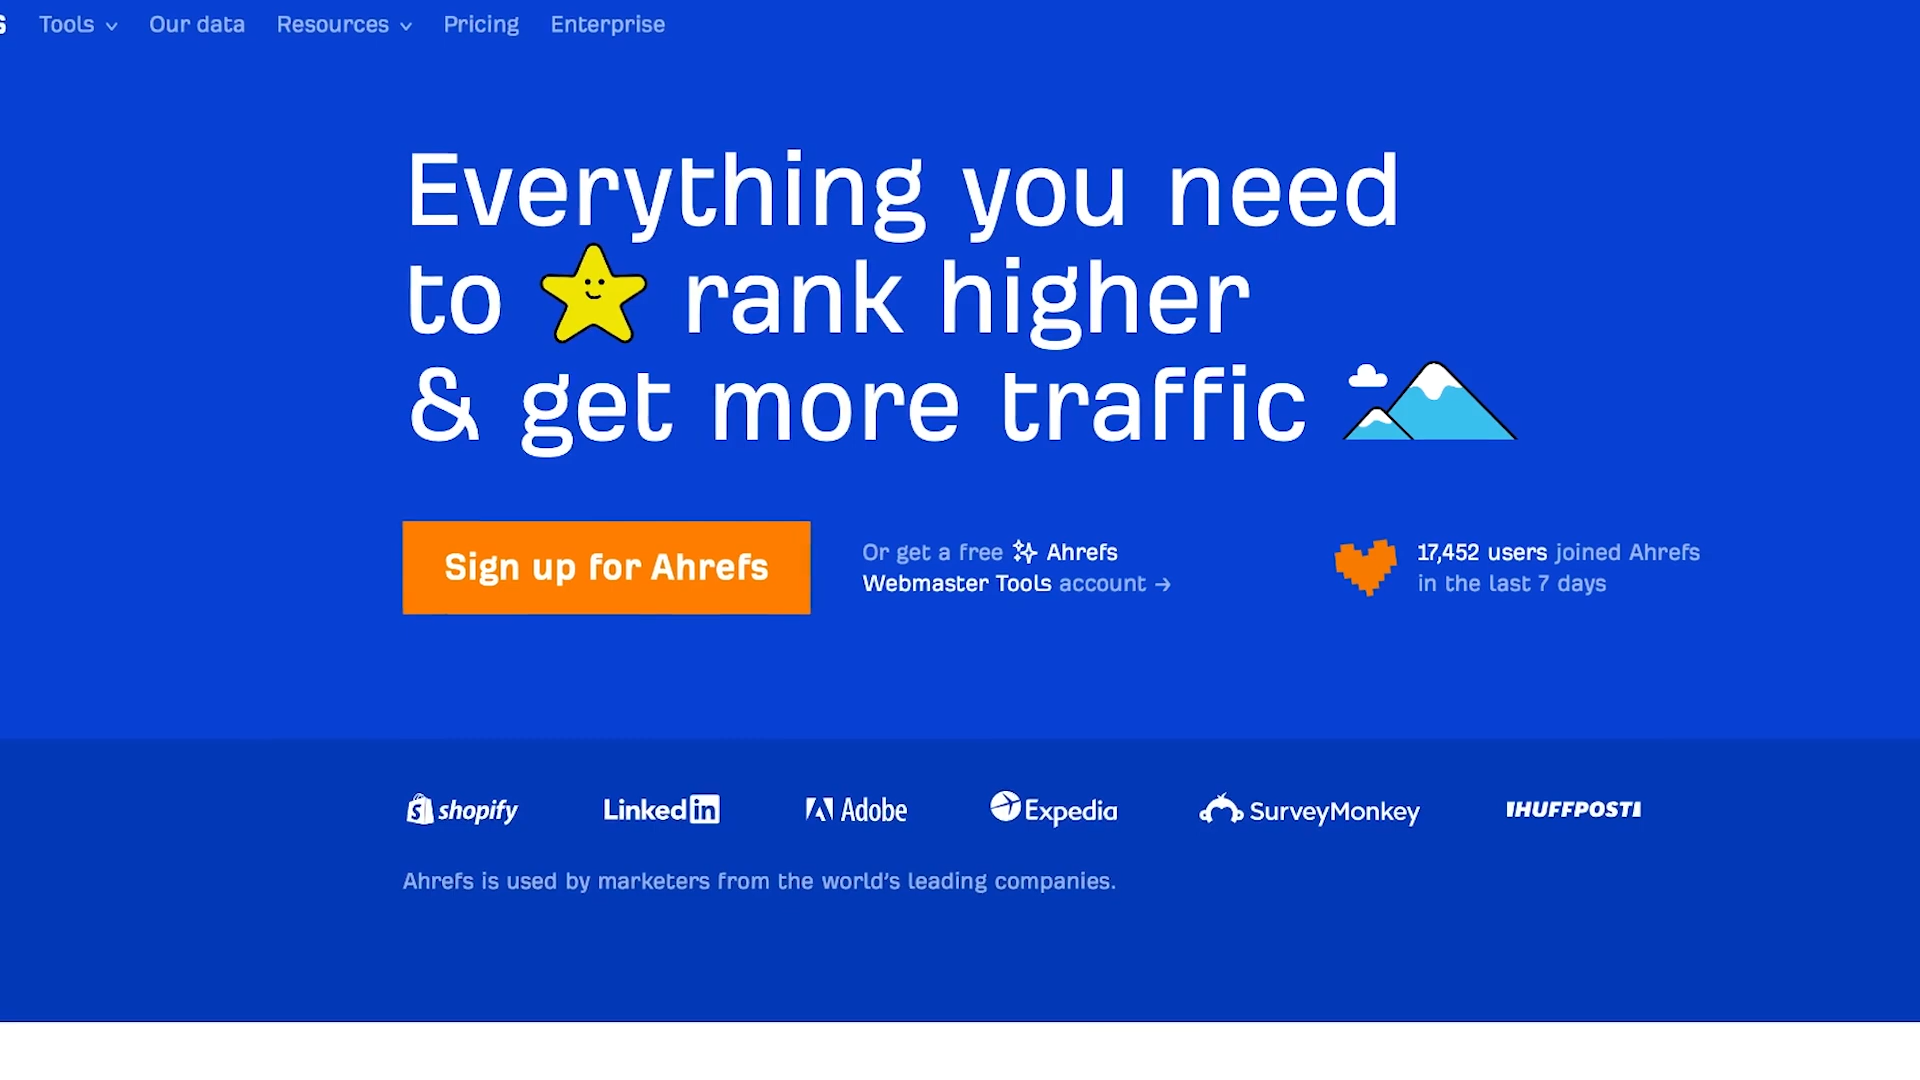 Tools Our data Resources Pricing Enterprise
Everything you need
to rank higher
& get more traffic
Sign up for Ahrefs
Or get a free Ahrefs
Webmaster Tools account →
17,452 users joined Ahrefs
in the last 7 days
shopify LinkedIn Adobe Expedia SurveyMonkey HUFFPOST
Ahrefs is used by marketers from the world's leading companies.